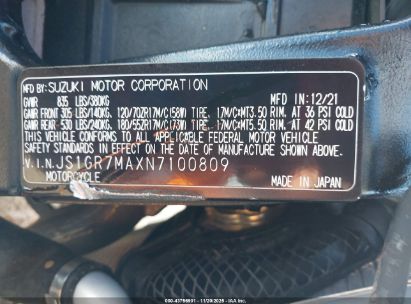 MFD BY: SUZUKI MOTOR CORPORATION MFD IN: 12/21
GVWR 835 LBS/380KG
GAWR FRONT 305 LBS/140KG, 120/70ZR17M/C(58W) TIRE, 17M/C×MT3.50 RIM, AT 36 PSI COLD
GAWR REAR 530 LBS/240KG, 180/55ZR17M/C(73W) TIRE, 17M/C×MT5.50 RIM, AT 42 PSI COLD
THIS VEHICLE CONFORMS TO ALL APPLICABLE FEDERAL MOTOR VEHICLE
SAFETY STANDARDS IN EFFECT ON THE DATE OF MANUFACTURE SHOWN ABOVE.
V.I.N. JS1GR7MAXN7100809
MOTORCYCLE MADE IN JAPAN